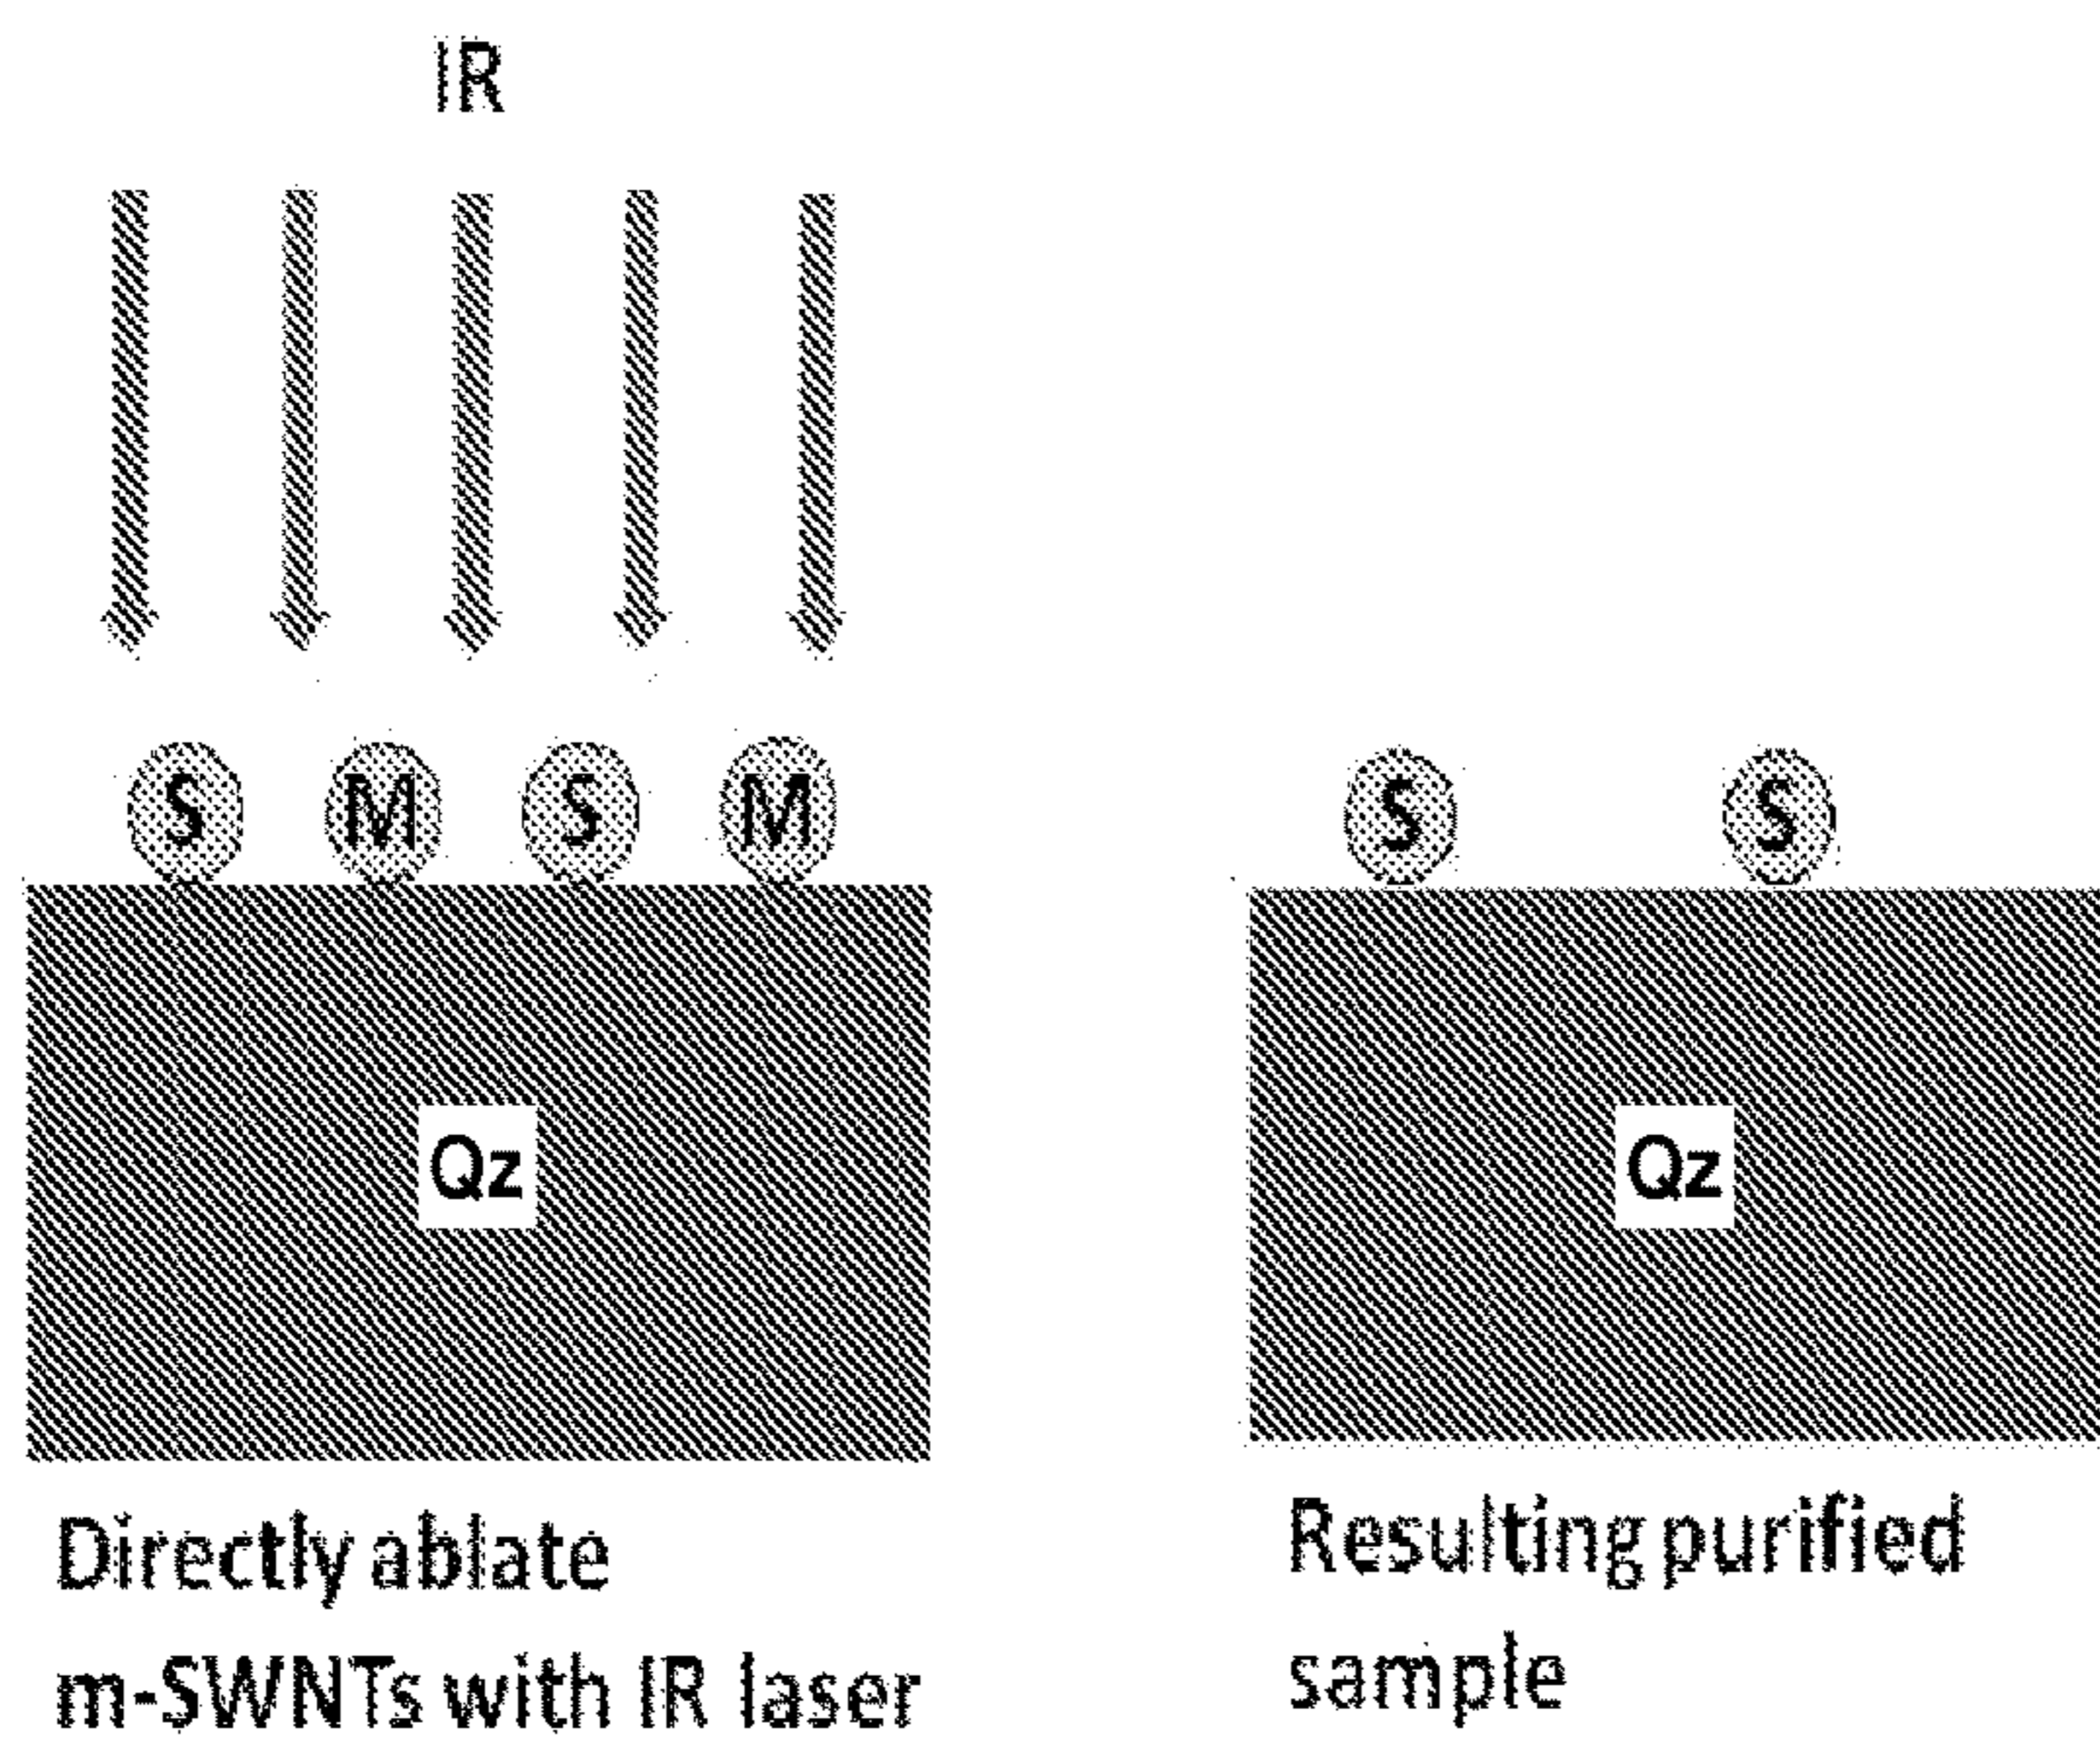 IR
S M S M
Qz
Directly ablate
m-SWNTs with IR laser
S S
Qz
Resulting purified
sample